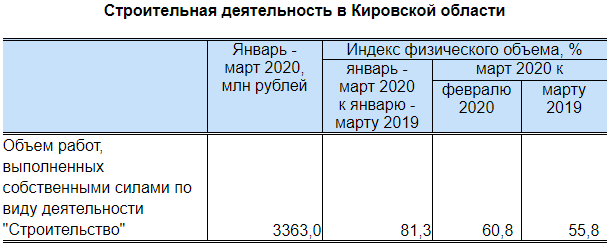 Строительная деятельность в Кировской области
Январь -
март 2020,
млн рублей
Индекс физического объема, %
январь -
март 2020
к январю -
марту 2019
март 2020 к
февралю
2020
марту
2019
Объем работ,
выполненных
собственными силами по
виду деятельности
"Строительство"
3363,0
81,3
60,8
55,8